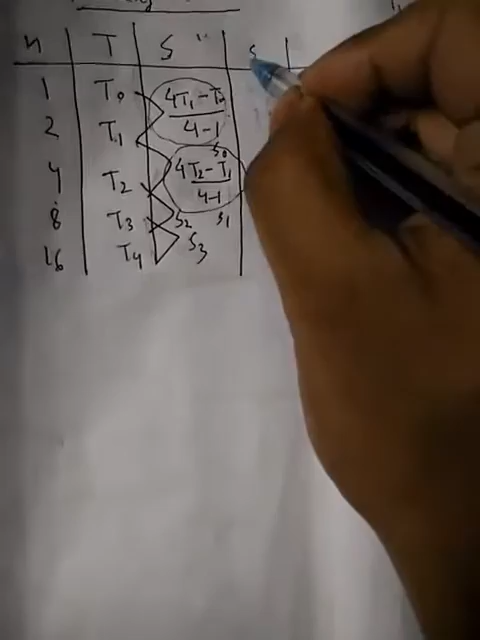 n T S " S
1 T₀ (4T₁ - T₀)/(4-1) S₀
2 T₁
4 T₂ (4T₂ - T₁)/(4-1) S₁
8 T₃ S₂
16 T₄ S₃